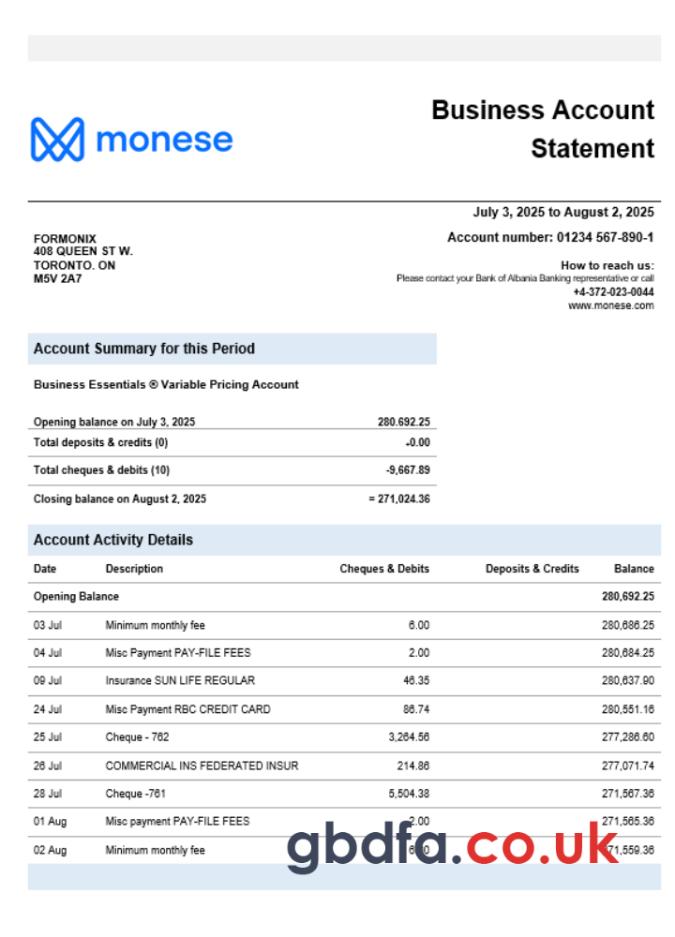 monese
Business Account
Statement
July 3, 2025 to August 2, 2025
FORMONIX
408 QUEEN ST W.
TORONTO. ON
M5V 2A7
Account number: 01234 567-890-1
How to reach us:
Please contact your Bank of Albania Banking representative or call
+4-372-023-0044
www.monese.com
Account Summary for this Period
Business Essentials ® Variable Pricing Account
Opening balance on July 3, 2025 280.692.25
Total deposits & credits (0) -0.00
Total cheques & debits (10) -9,667.89
Closing balance on August 2, 2025 = 271,024.36
Account Activity Details
Date Description Cheques & Debits Deposits & Credits Balance
Opening Balance 280,692.25
03 Jul Minimum monthly fee 6.00 280,686.25
04 Jul Misc Payment PAY-FILE FEES 2.00 280,684.25
09 Jul Insurance SUN LIFE REGULAR 46.35 280,637.90
24 Jul Misc Payment RBC CREDIT CARD 86.74 280,551.16
25 Jul Cheque - 762 3,264.56 277,286.60
26 Jul COMMERCIAL INS FEDERATED INSUR 214.86 277,071.74
28 Jul Cheque -761 5,504.38 271,567.36
01 Aug Misc payment PAY-FILE FEES 2.00 271,565.36
02 Aug Minimum monthly fee
gbdfa.co.uk